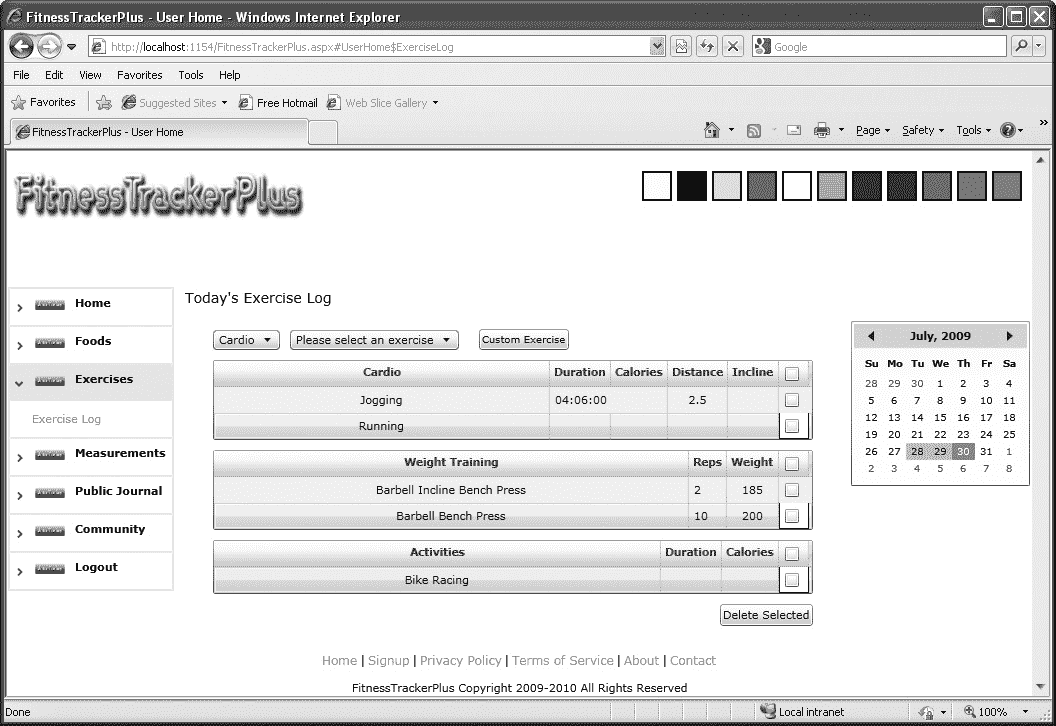 FitnessTrackerPlus - User Home - Windows Internet Explorer
http://localhost:1154/FitnessTrackerPlus.aspx#UserHome$ExerciseLog Google
File Edit View Favorites Tools Help
Favorites Suggested Sites Free Hotmail Web Slice Gallery
FitnessTrackerPlus - User Home Page Safety Tools »
FitnessTrackerPlus
Home
Foods
Exercises
Exercise Log
Measurements
Public Journal
Community
Logout
Today's Exercise Log
Cardio Please select an exercise Custom Exercise
Cardio Duration Calories Distance Incline
Jogging 04:06:00 2.5
Running
Weight Training Reps Weight
Barbell Incline Bench Press 2 185
Barbell Bench Press 10 200
Activities Duration Calories
Bike Racing
Delete Selected
July, 2009
Su Mo Tu We Th Fr Sa
28 29 30 1 2 3 4
5 6 7 8 9 10 11
12 13 14 15 16 17 18
19 20 21 22 23 24 25
26 27 28 29 30 31 1
2 3 4 5 6 7 8
Home | Signup | Privacy Policy | Terms of Service | About | Contact
FitnessTrackerPlus Copyright 2009-2010 All Rights Reserved
Done Local intranet 100%